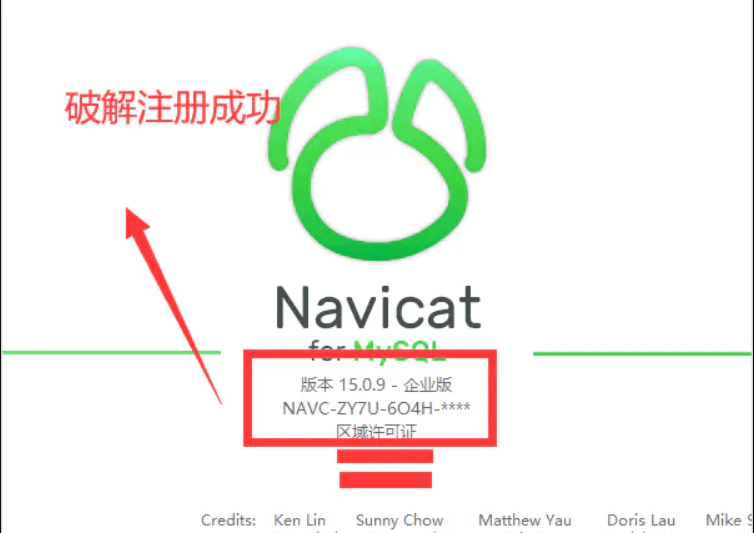 破解注册成功
Navicat
for MySQL
版本 15.0.9 - 企业版
NAVC-ZY7U-6O4H-****
区域许可证
Credits: Ken Lin Sunny Chow Matthew Yau Doris Lau Mike S